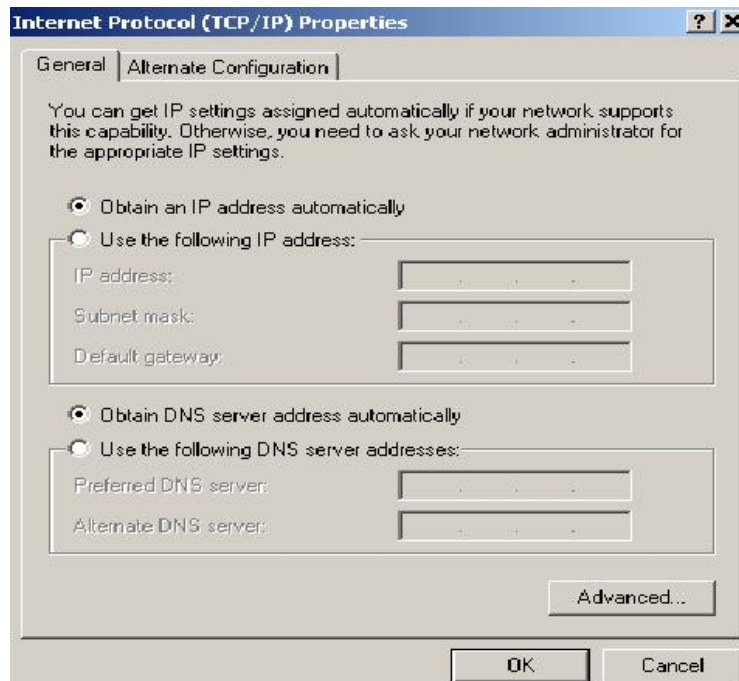 Internet Protocol (TCP/IP) Properties
General
Alternate Configuration
You can get IP settings assigned automatically if your network supports
this capability. Otherwise, you need to ask your network administrator for
the appropriate IP settings.
Obtain an IP address automatically
Use the following IP address:
IP address:
Subnet mask:
Default gateway:
Obtain DNS server address automatically
Use the following DNS server addresses:
Preferred DNS server:
Alternate DNS server:
Advanced...
OK
Cancel